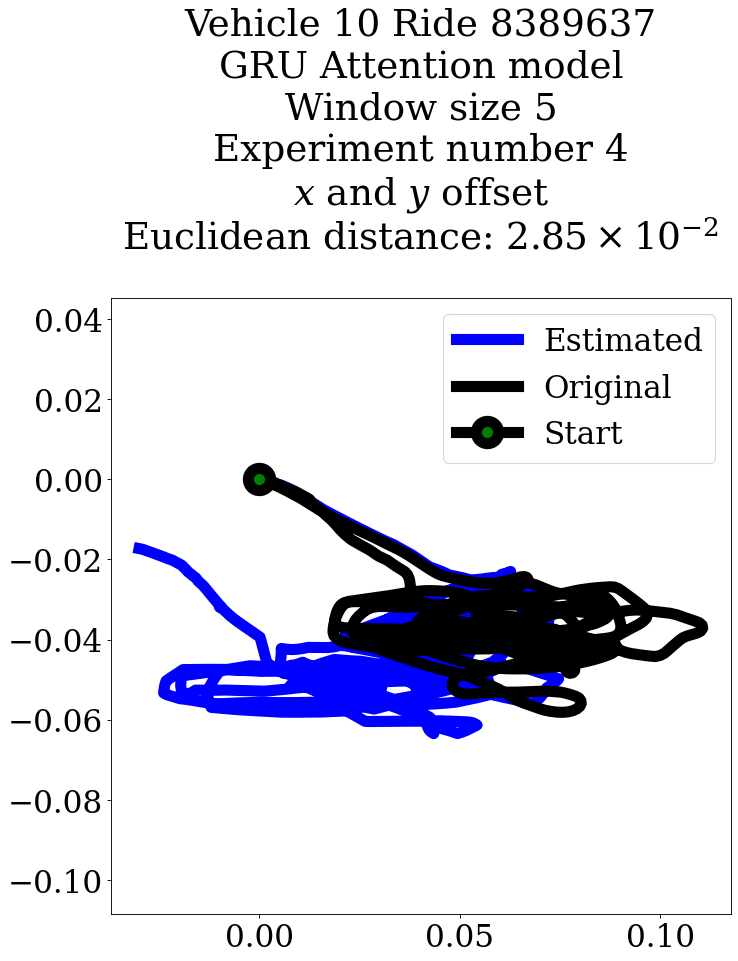 Vehicle 10 Ride 8389637
GRU Attention model
Window size 5
Experiment number 4
x and y offset
Euclidean distance: 2.85 × 10⁻²
Estimated
Original
Start
0.04
0.02
0.00
−0.02
−0.04
−0.06
−0.08
−0.10
0.00 0.05 0.10